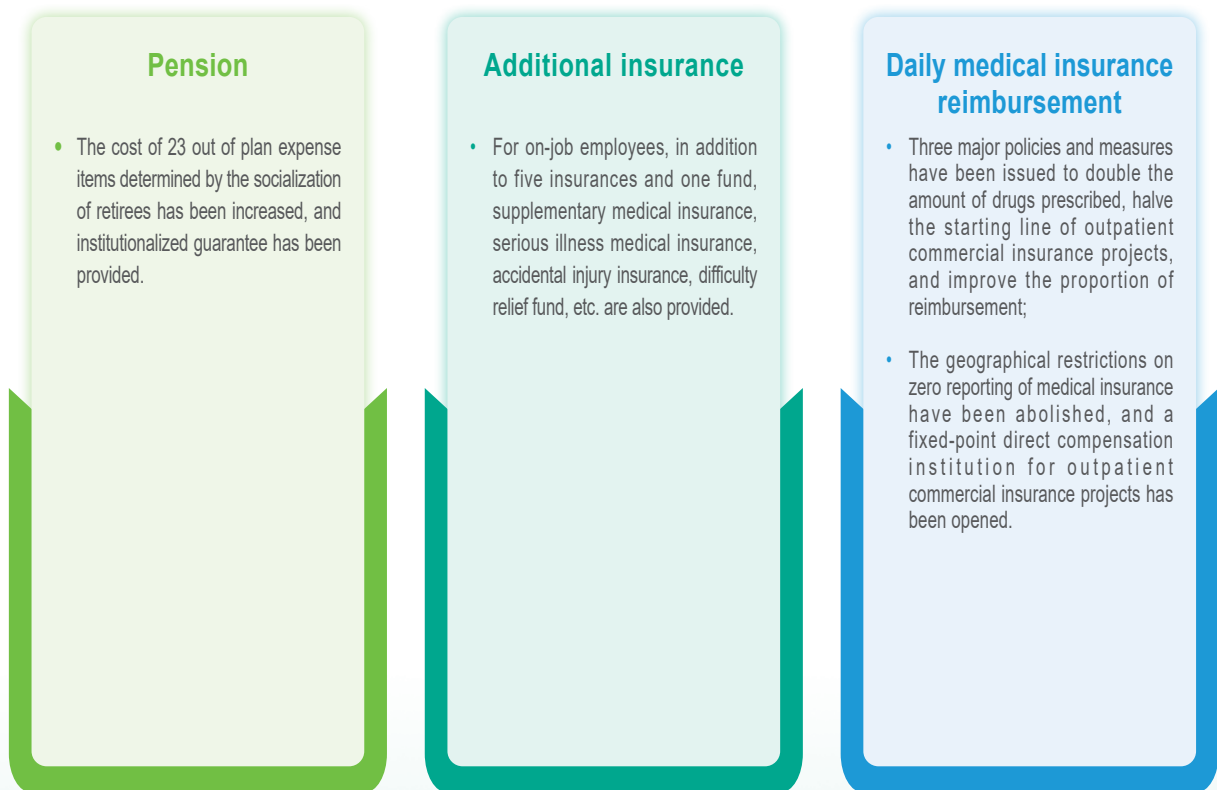 Pension
• The cost of 23 out of plan expense
items determined by the socialization
of retirees has been increased, and
institutionalized guarantee has been
provided.
Additional insurance
• For on-job employees, in addition
to five insurances and one fund,
supplementary medical insurance,
serious illness medical insurance,
accidental injury insurance, difficulty
relief fund, etc. are also provided.
Daily medical insurance
reimbursement
• Three major policies and measures
have been issued to double the
amount of drugs prescribed, halve
the starting line of outpatient
commercial insurance projects,
and improve the proportion of
reimbursement;
• The geographical restrictions on
zero reporting of medical insurance
have been abolished, and a
fixed-point direct compensation
institution for outpatient
commercial insurance projects has
been opened.